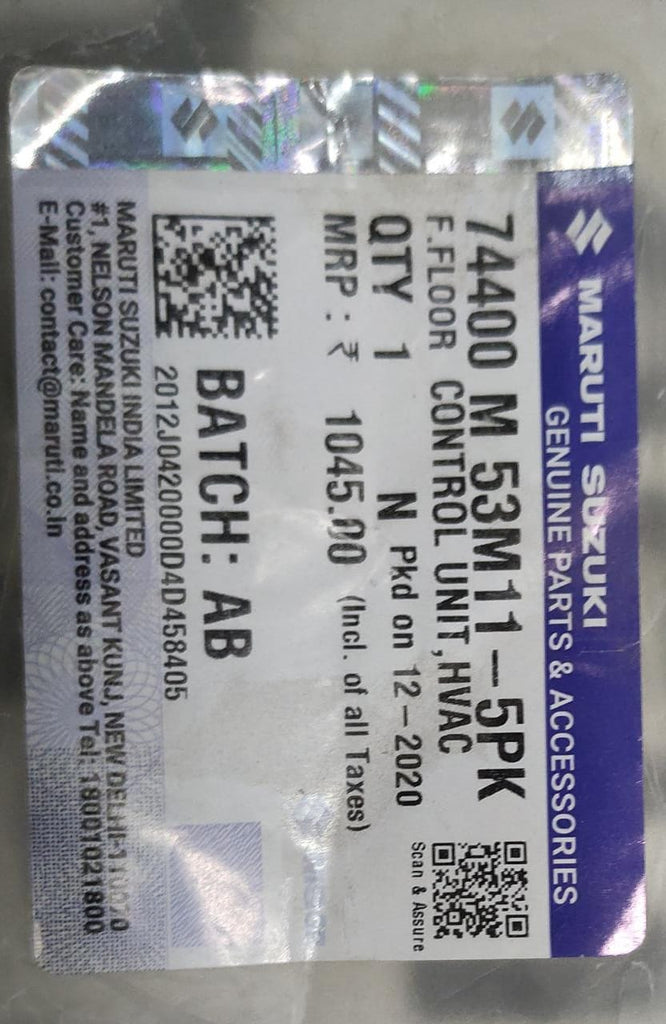 MARUTI SUZUKI
GENUINE PARTS & ACCESSORIES
74400 M 53M11-5PK
F.FLOOR CONTROL UNIT,HVAC
QTY 1 N Pkd on 12-2020
MRP : ₹ 1045.00 (Incl. of all Taxes)
Scan & Assure
BATCH: AB
2012J0420000D4D458405
MARUTI SUZUKI INDIA LIMITED
#1, NELSON MANDELA ROAD, VASANT KUNJ, NEW DELHI-110070
Customer Care: Name and address as above Tel: 18001021800
E-Mail: contact@maruti.co.in